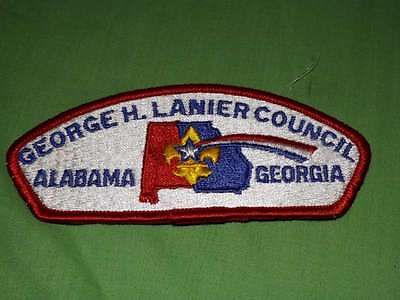 GEORGE H. LANIER COUNCIL
ALABAMA GEORGIA